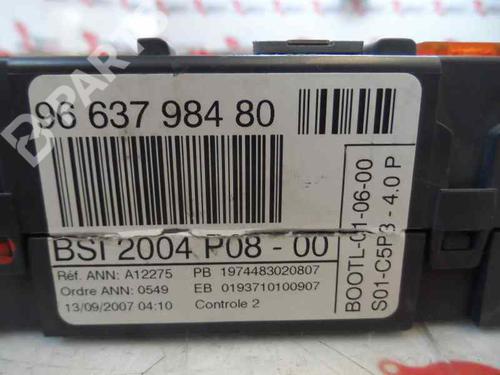 96 637 984 80
BSI 2004 P08 - 00
Réf. ANN: A12275 PB 1974483020807
Ordre ANN: 0549 EB 0193710100907
13/09/2007 04:10 Controle 2
BOOTL-01-06-00
S01-C5P3 - 4.0 P
B-PARTS